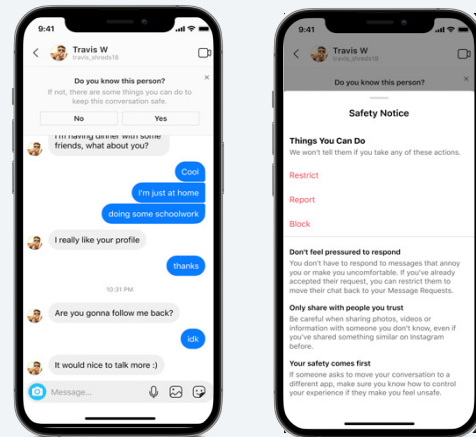 9:41
Travis W
travis_shreds18
Do you know this person?
If not, there are some things you can do to
keep this conversation safe.
No
Yes
I'm having dinner with some
friends, what about you?
Cool
I'm just at home
doing some schoolwork
I really like your profile
thanks
10:31 PM
Are you gonna follow me back?
idk
It would nice to talk more :)
Message...
9:41
Travis W
travis_shreds18
Do you know this person?
Safety Notice
Things You Can Do
We won't tell them if you take any of these actions.
Restrict
Report
Block
Don't feel pressured to respond
You don't have to respond to messages that annoy
you or make you uncomfortable. If you've already
accepted their request, you can restrict them to
move their chat back to your Message Requests.
Only share with people you trust
Be careful when sharing photos, videos or
information with someone you don't know, even if
you've shared something similar on Instagram
before.
Your safety comes first
If someone asks to move your conversation to a
different app, make sure you know how to control
your experience if they make you feel unsafe.